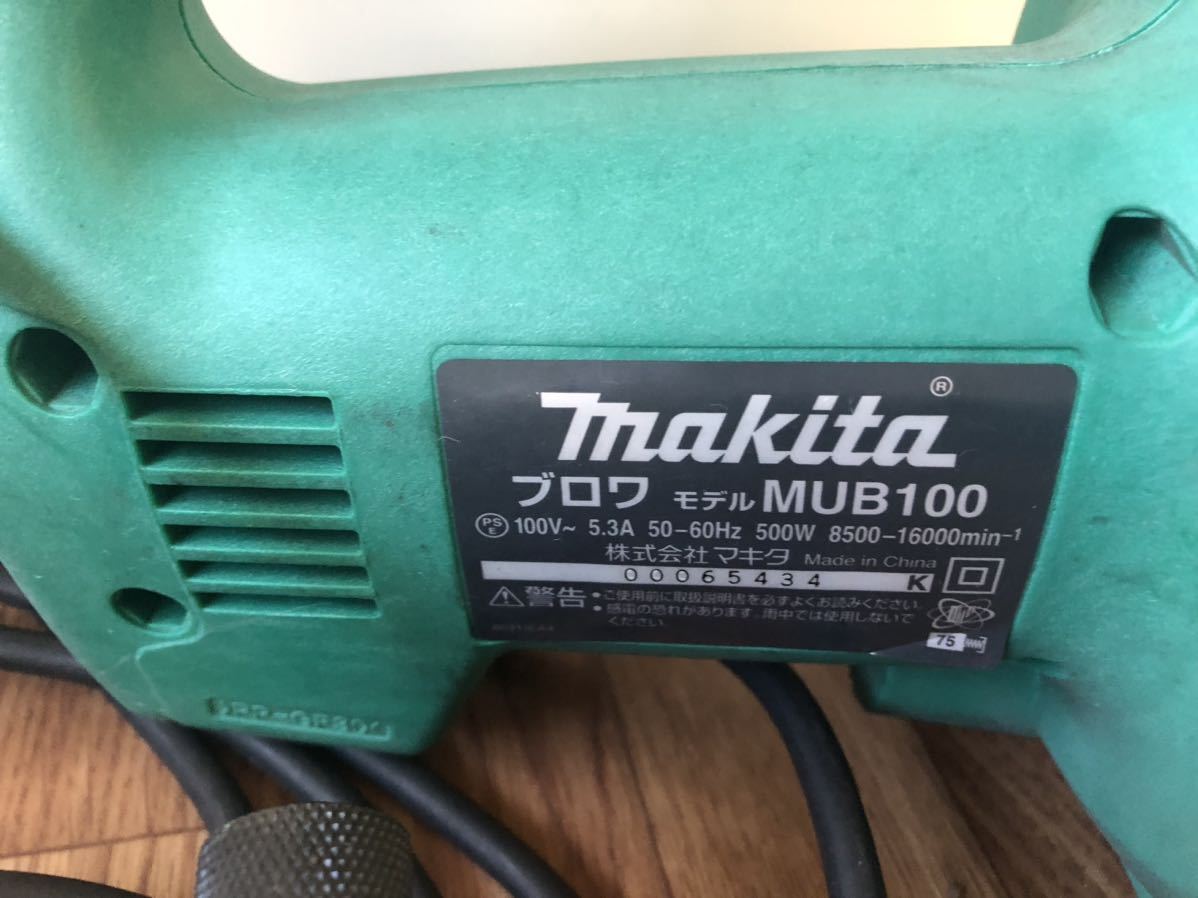 makita®
ブロワ モデル MUB100
PSE 100V~ 5.3A 50-60Hz 500W 8500-16000min-1
株式会社 マキタ Made in China
00065434 K
警告 •ご使用前に取扱説明書を必ずよくお読みください。
•感電の恐れがあります。雨中では使用しないで
ください。
75